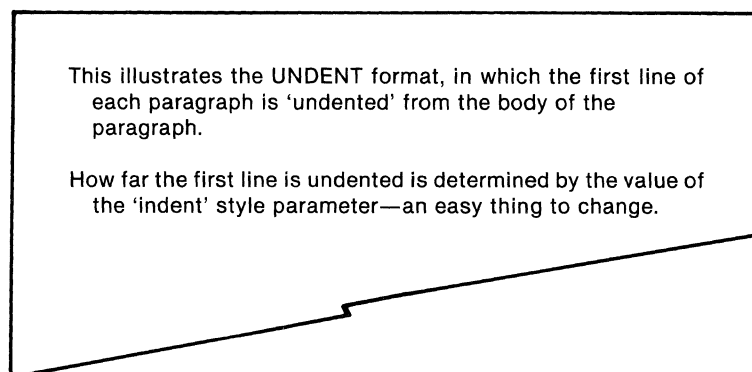 This illustrates the UNDENT format, in which the first line of
each paragraph is ‘undented’ from the body of the
paragraph.
How far the first line is undented is determined by the value of
the ‘indent’ style parameter—an easy thing to change.